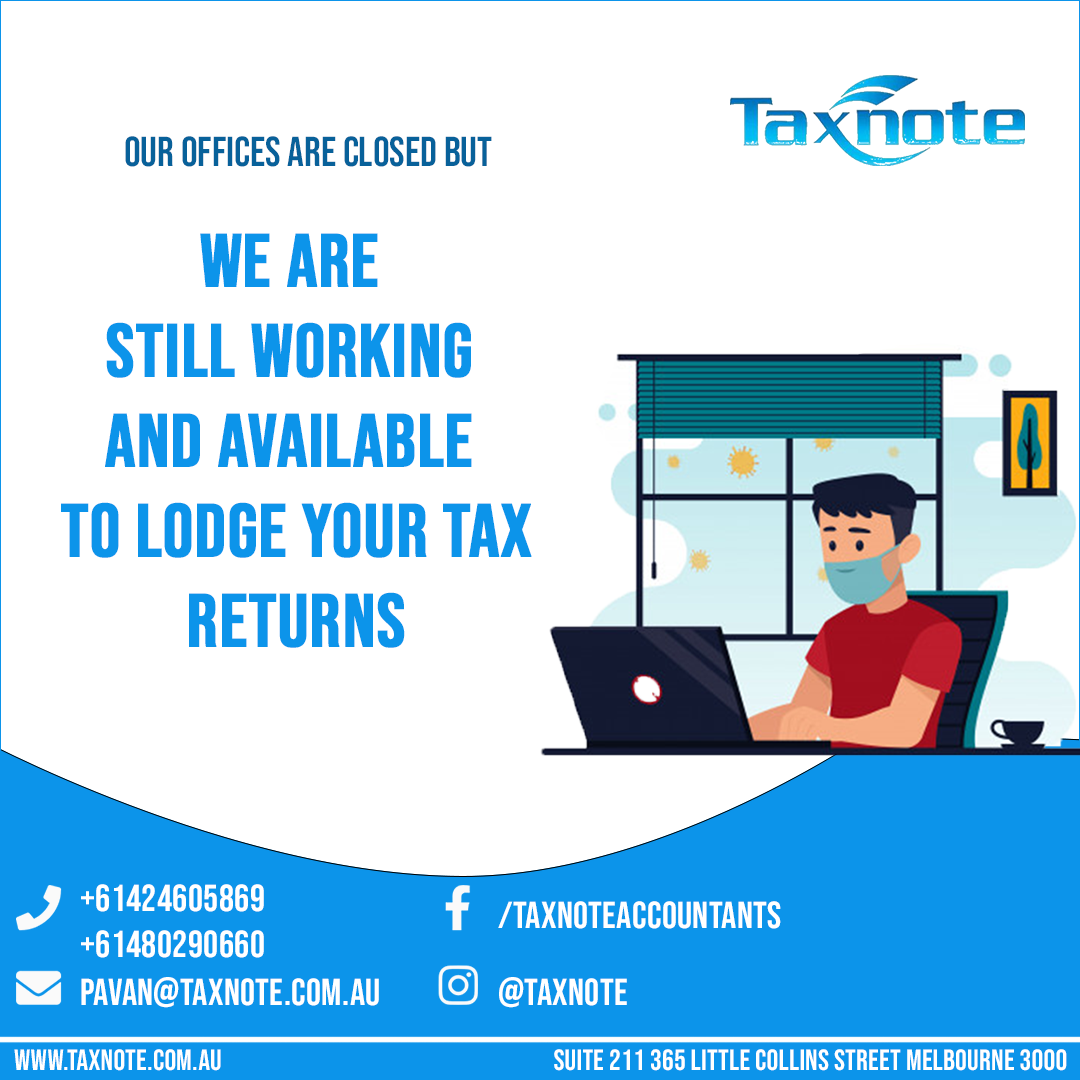 Taxnote
OUR OFFICES ARE CLOSED BUT
WE ARE
STILL WORKING
AND AVAILABLE
TO LODGE YOUR TAX
RETURNS
+61424605869
+61480290660
PAVAN@TAXNOTE.COM.AU
/TAXNOTEACCOUNTANTS
@TAXNOTE
WWW.TAXNOTE.COM.AU
SUITE 211 365 LITTLE COLLINS STREET MELBOURNE 3000